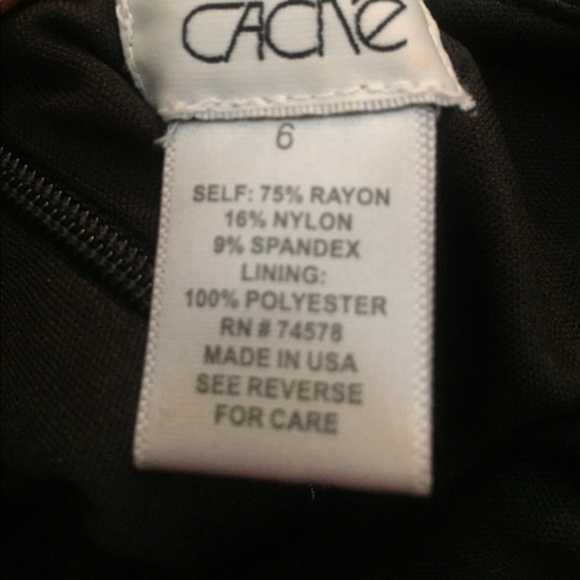 CACHé
6
SELF: 75% RAYON
16% NYLON
9% SPANDEX
LINING:
100% POLYESTER
RN # 74578
MADE IN USA
SEE REVERSE
FOR CARE